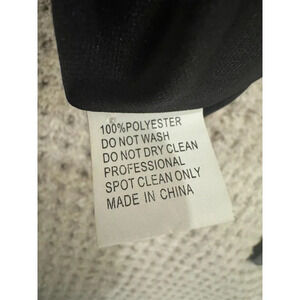 100%POLYESTER
DO NOT WASH
DO NOT DRY CLEAN
PROFESSIONAL
SPOT CLEAN ONLY
MADE IN CHINA